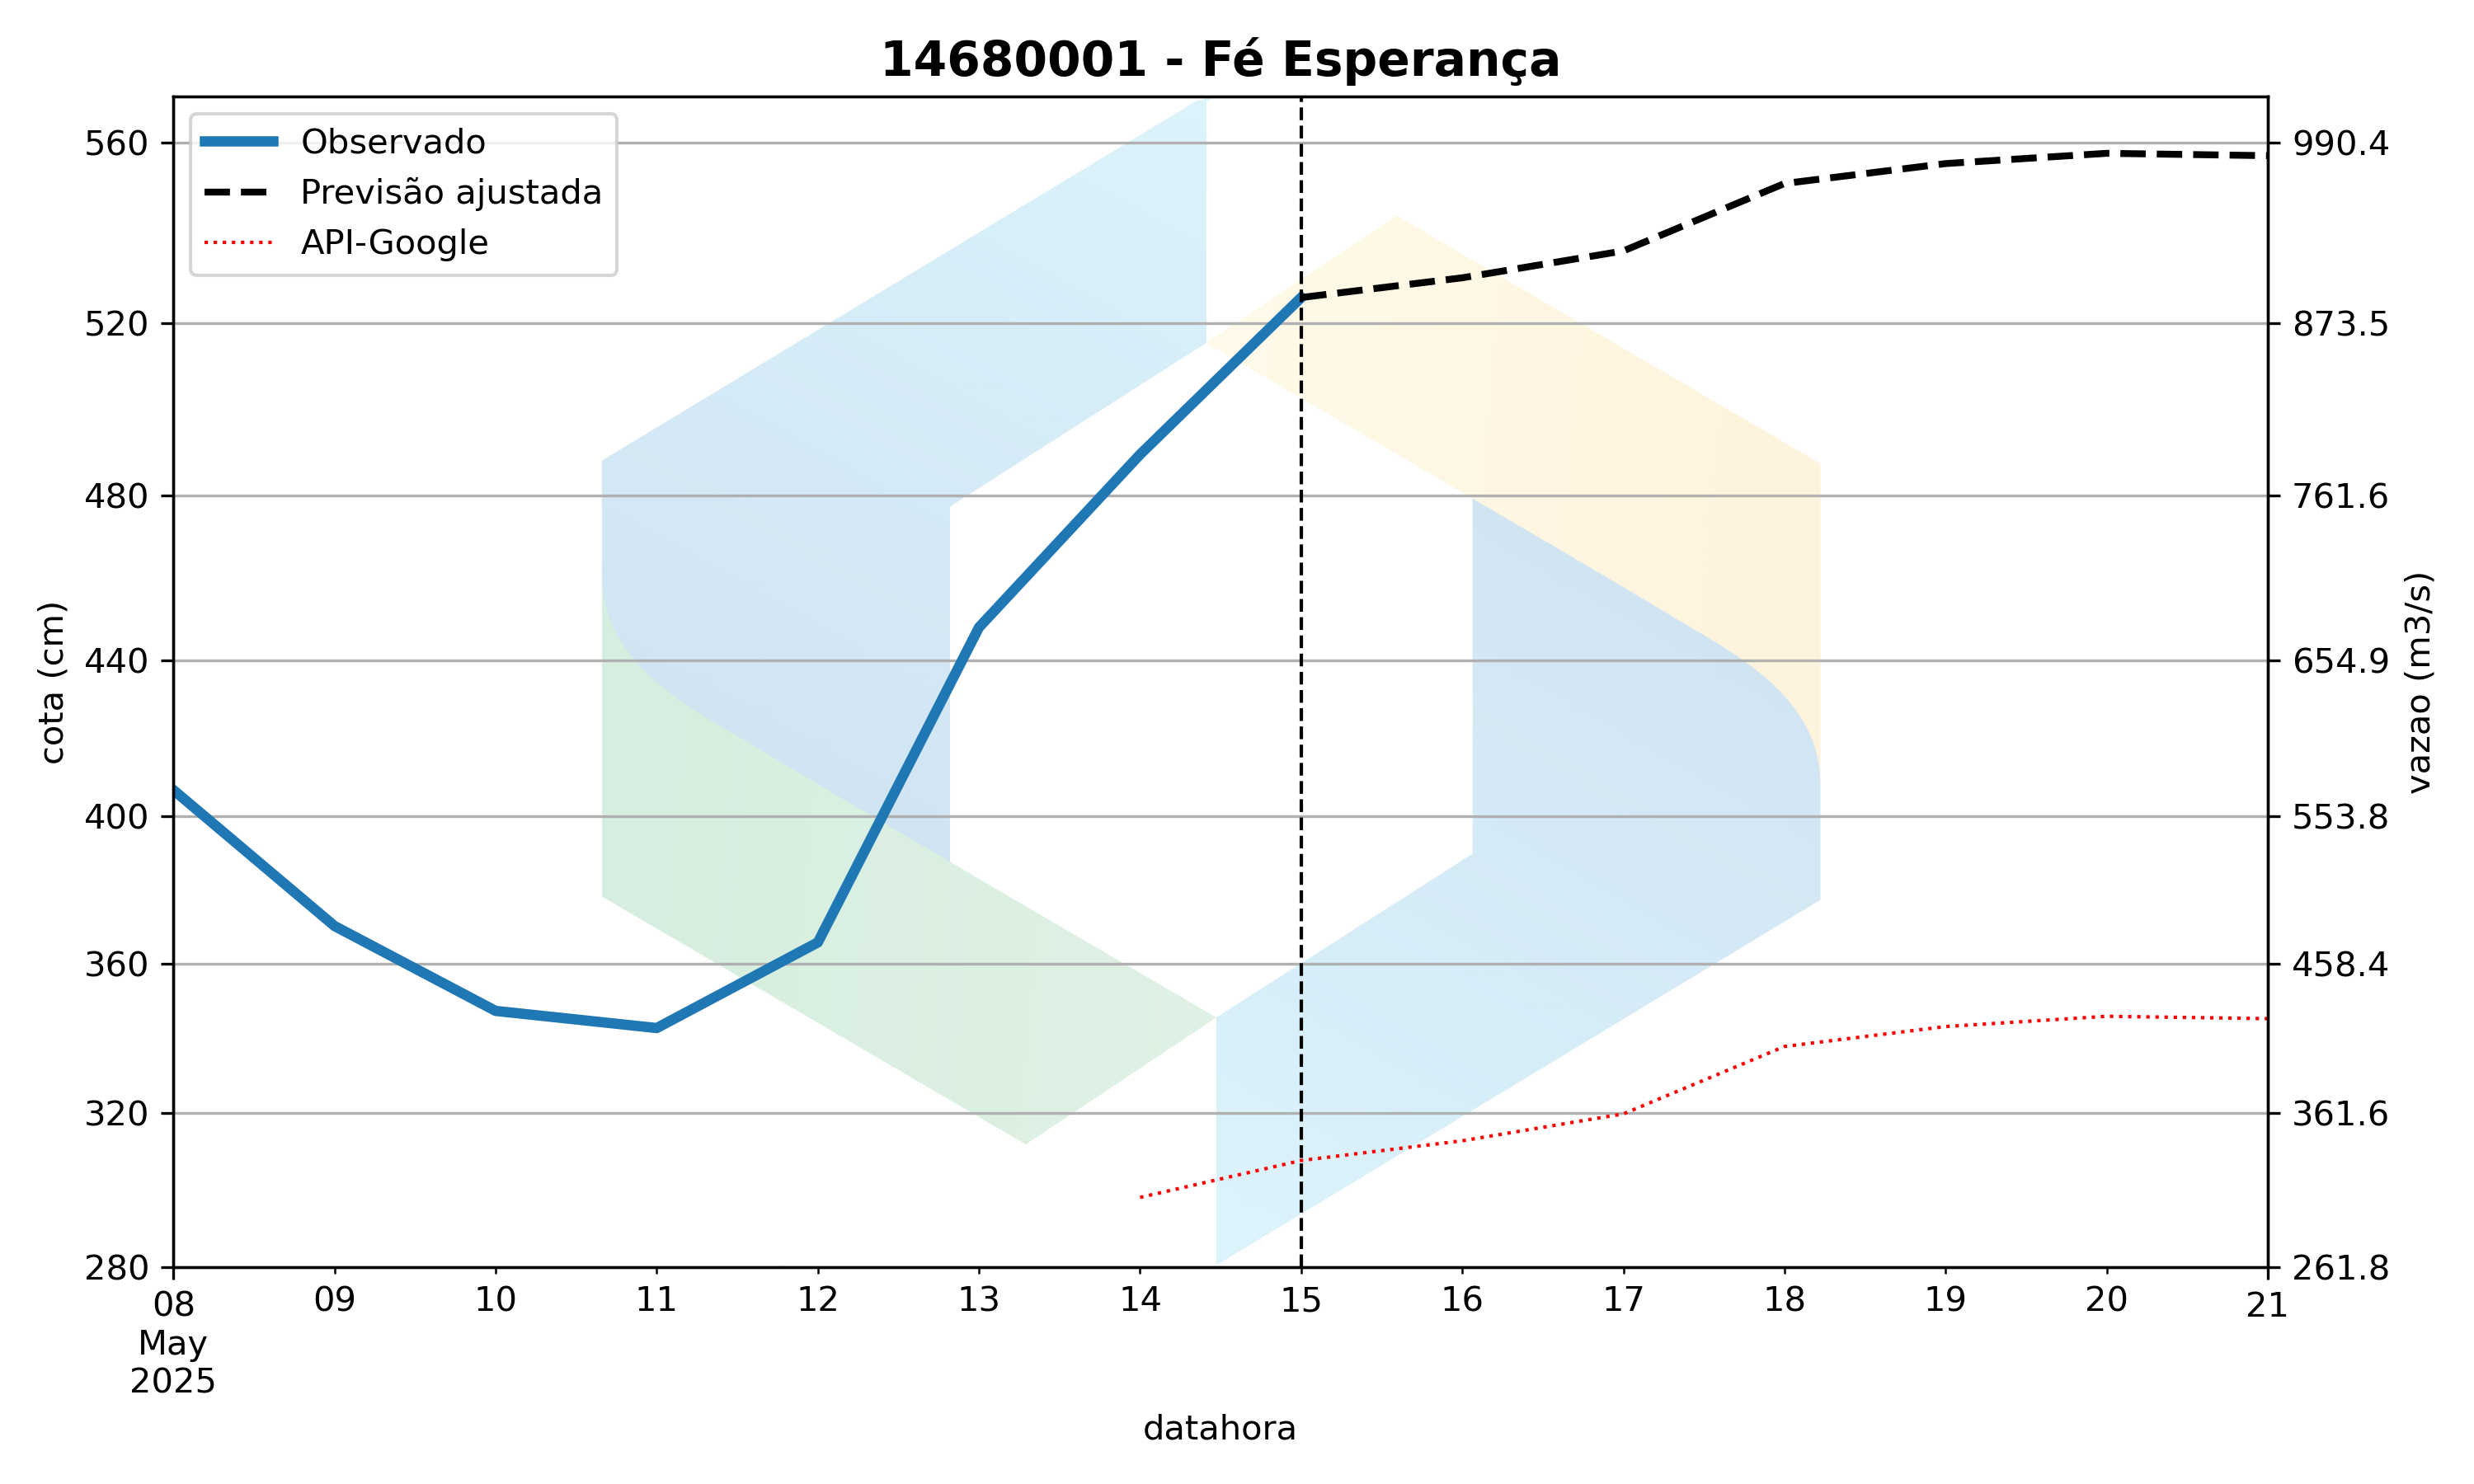 14680001 - Fé Esperança
Observado
Previsão ajustada
API-Google
560
520
480
440
400
360
320
280
cota (cm)
990.4
873.5
761.6
654.9
553.8
458.4
361.6
261.8
vazao (m3/s)
08 09 10 11 12 13 14 15 16 17 18 19 20 21
May
2025
datahora